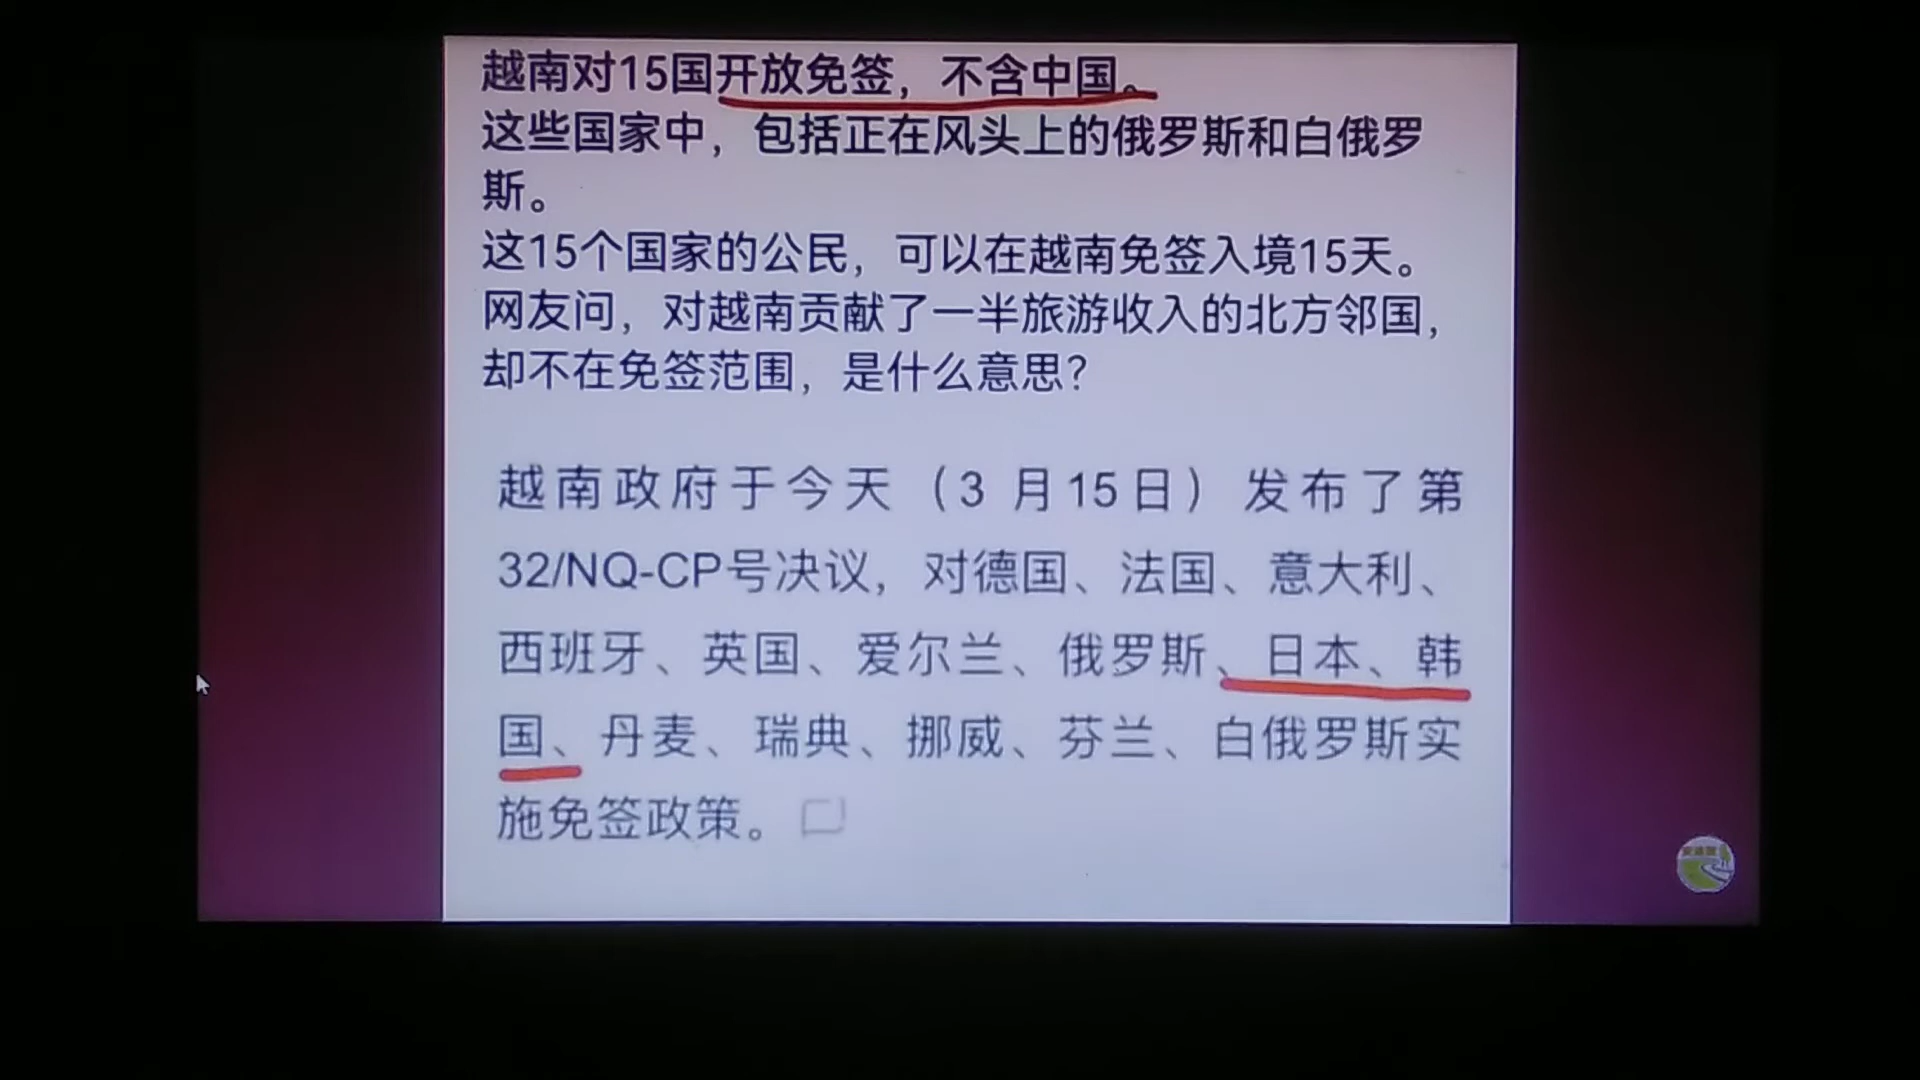 越南对15国开放免签，不含中国。
这些国家中，包括正在风头上的俄罗斯和白俄罗
斯。
这15个国家的公民，可以在越南免签入境15天。
网友问，对越南贡献了一半旅游收入的北方邻国，
却不在免签范围，是什么意思？
越南政府于今天（3 月15日）发布了第
32/NQ-CP号决议，对德国、法国、意大利、
西班牙、英国、爱尔兰、俄罗斯、日本、韩
国、丹麦、瑞典、挪威、芬兰、白俄罗斯实
施免签政策。